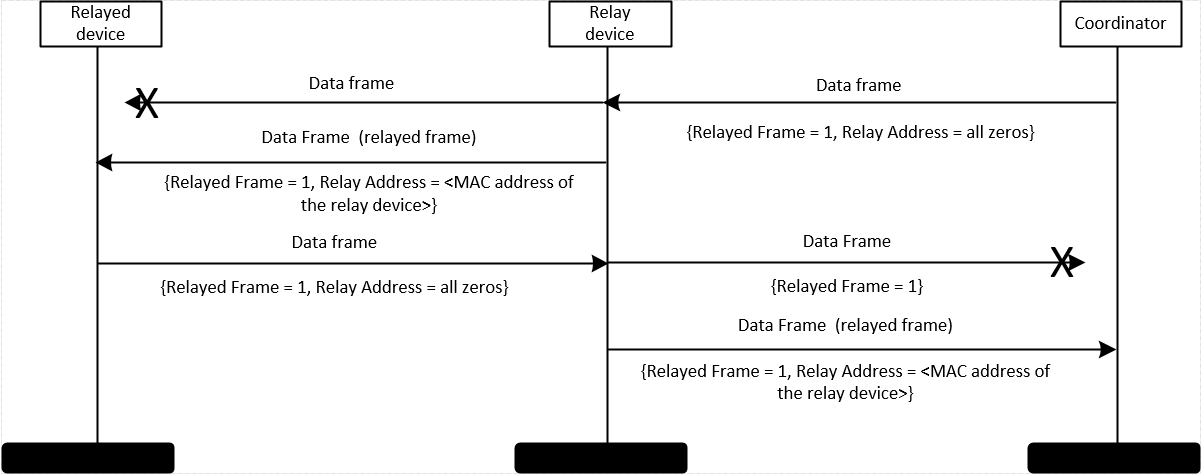 Relayed
device
Relay
device
Coordinator
Data frame
Data frame
{Relayed Frame = 1, Relay Address = all zeros}
Data Frame (relayed frame)
{Relayed Frame = 1, Relay Address = <MAC address of
the relay device>}
Data frame
Data Frame
{Relayed Frame = 1, Relay Address = all zeros}
{Relayed Frame = 1}
Data Frame (relayed frame)
{Relayed Frame = 1, Relay Address = <MAC address of
the relay device>}